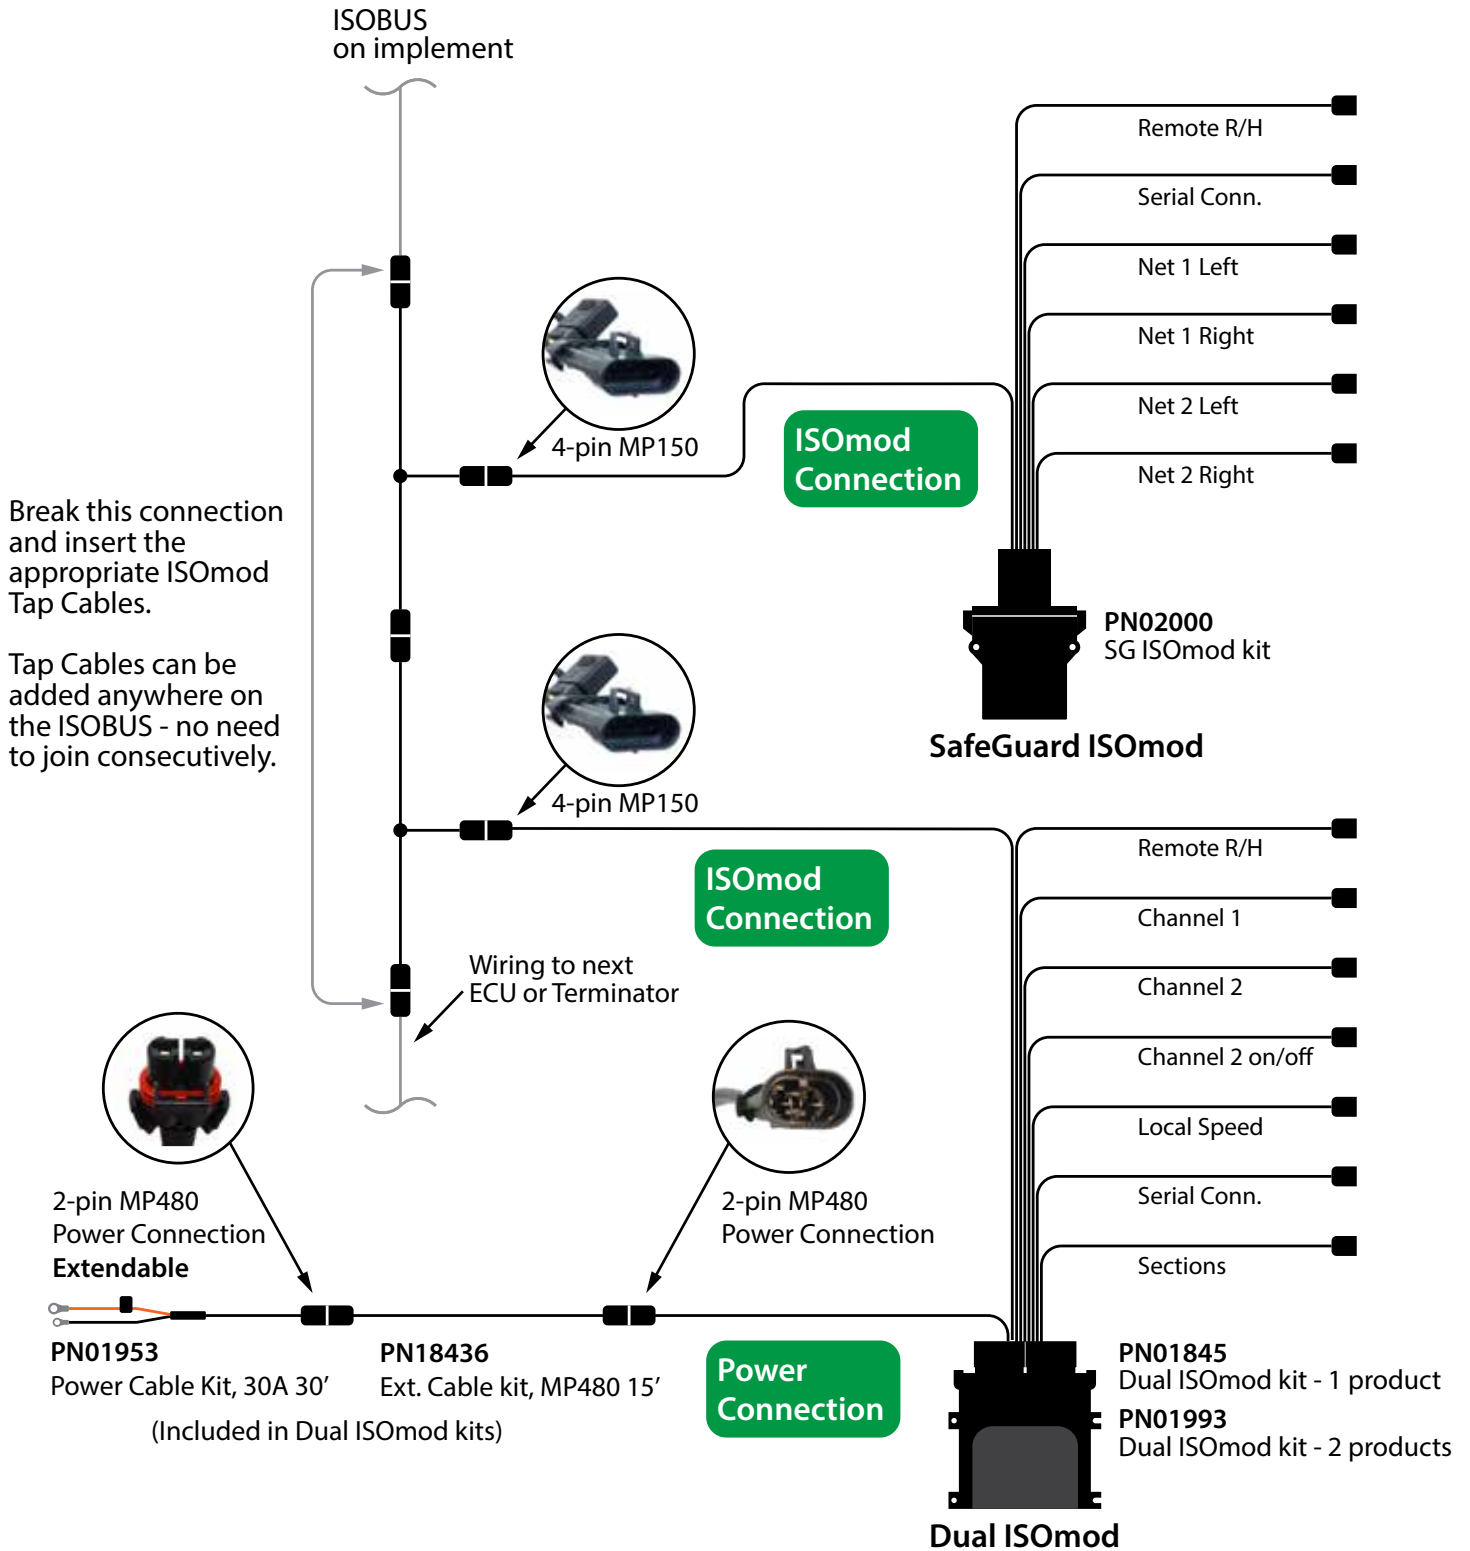 ISOBUS
on implement
Remote R/H
Serial Conn.
Net 1 Left
Net 1 Right
Net 2 Left
Net 2 Right
4-pin MP150
ISOmod
Connection
Break this connection
and insert the
appropriate ISOmod
Tap Cables.
Tap Cables can be
added anywhere on
the ISOBUS - no need
to join consecutively.
PN02000
SG ISOmod kit
SafeGuard ISOmod
4-pin MP150
ISOmod
Connection
Remote R/H
Channel 1
Channel 2
Channel 2 on/off
Local Speed
Serial Conn.
Sections
Wiring to next
ECU or Terminator
2-pin MP480
Power Connection
Extendable
2-pin MP480
Power Connection
PN01953
Power Cable Kit, 30A 30’
PN18436
Ext. Cable kit, MP480 15’
(Included in Dual ISOmod kits)
Power
Connection
PN01845
Dual ISOmod kit - 1 product
PN01993
Dual ISOmod kit - 2 products
Dual ISOmod